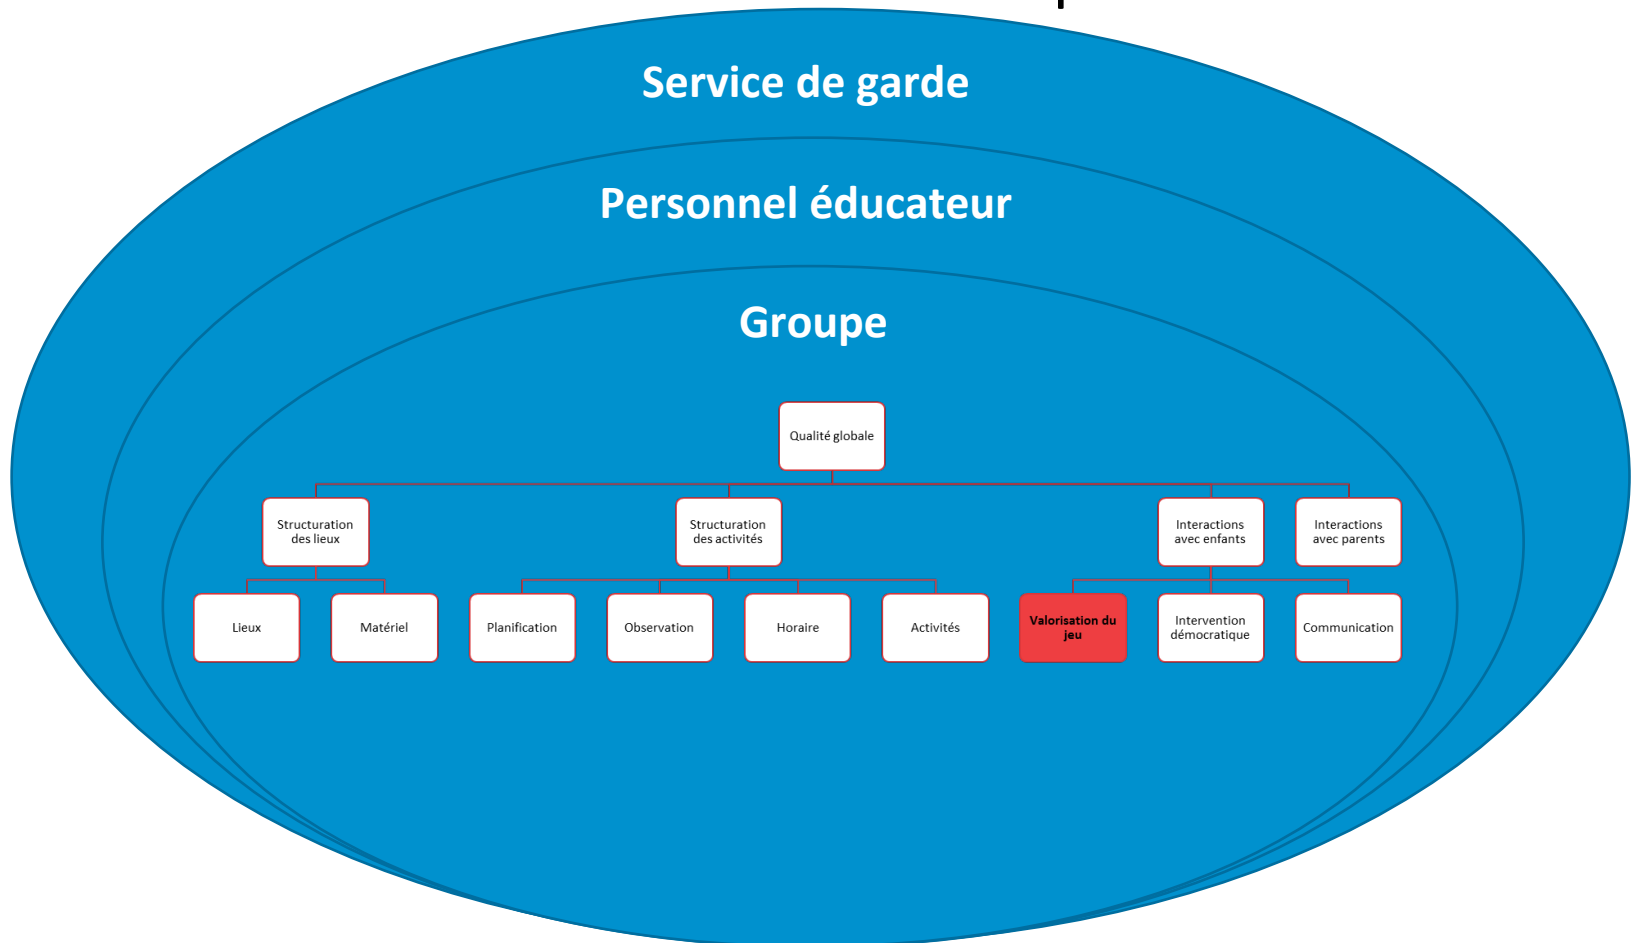 Service de garde
Personnel éducateur
Groupe
Qualité globale
Structuration
des lieux
Structuration
des activités
Interactions
avec enfants
Interactions
avec parents
Lieux
Matériel
Planification
Observation
Horaire
Activités
Valorisation du
jeu
Intervention
démocratique
Communication